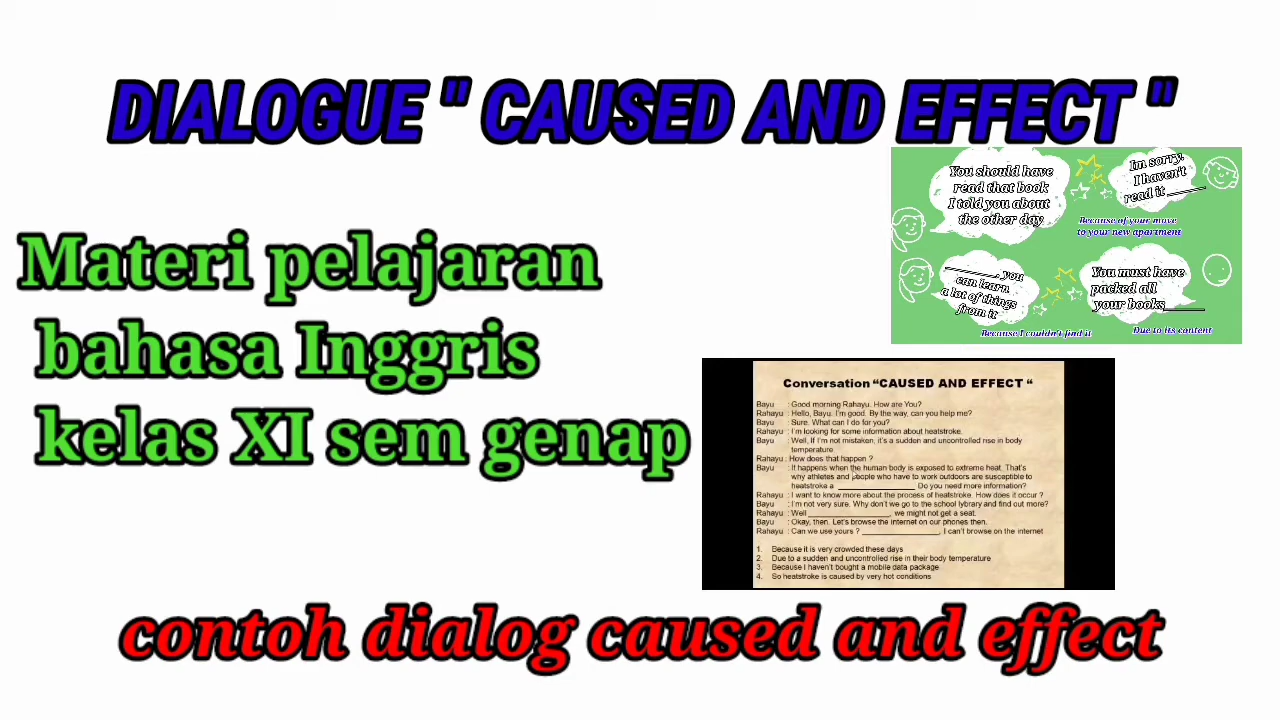 DIALOGUE " CAUSED AND EFFECT "
Materi pelajaran
bahasa Inggris
kelas XI sem genap
You should have
read that book
I told you about
the other day
Im sorry,
I haven't
read it ______
Because of your move
to your new apartment
________, you
can learn
a lot of things
from it
You must have
packed all
your books______
Because I couldn't find it
Due to its content
Conversation “CAUSED AND EFFECT “
Bayu : Good morning Rahayu. How are You?
Rahayu : Hello, Bayu. I'm good. By the way, can you help me?
Bayu : Sure. What can I do for you?
Rahayu : I'm looking for some information about heatstroke.
Bayu : Well, If I'm not mistaken, it's a sudden and uncontrolled rise in body
temperature.
Rahayu : How does that happen ?
Bayu : If happens when the human body is exposed to extreme heat. That's
why athletes and people who have to work outdoors are susceptible to
heatstroke a __________________. Do you need more information?
Rahayu : I want to know more about the process of heatstroke. How does it occur ?
Bayu : I'm not very sure. Why don't we go to the school lybrary and find out more?
Rahayu : Well ___________________, we might not get a seat.
Bayu : Okay, then. Let's browse the internet on our phones then.
Rahayu : Can we use yours ? __________________, I can't browse on the internet
1. Because it is very crowded these days
2. Due to a sudden and uncontrolled rise in their body temperature
3. Because I haven't bought a mobile data package
4. So heatstroke is caused by very hot conditions
contoh dialog caused and effect